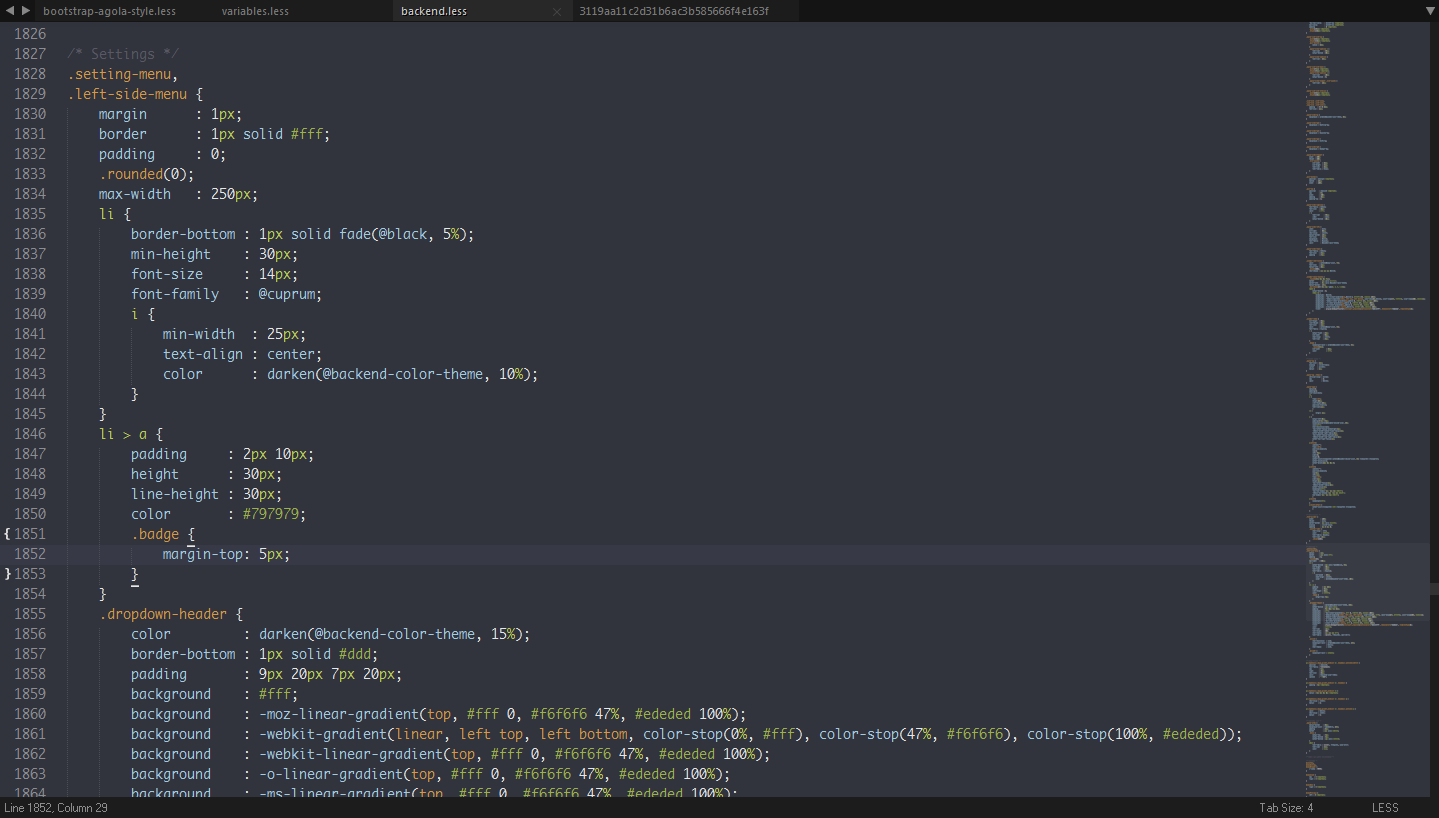 bootstrap-agola-style.less variables.less backend.less 3119aa11c2d31b6ac3b585666f4e163f
1826
1827 /* Settings */
1828 .setting-menu,
1829 .left-side-menu {
1830 margin : 1px;
1831 border : 1px solid #fff;
1832 padding : 0;
1833 .rounded(0);
1834 max-width : 250px;
1835 li {
1836 border-bottom : 1px solid fade(@black, 5%);
1837 min-height : 30px;
1838 font-size : 14px;
1839 font-family : @cuprum;
1840 i {
1841 min-width : 25px;
1842 text-align : center;
1843 color : darken(@backend-color-theme, 10%);
1844 }
1845 }
1846 li > a {
1847 padding : 2px 10px;
1848 height : 30px;
1849 line-height : 30px;
1850 color : #797979;
{ 1851 .badge {
1852 margin-top: 5px;
} 1853 }
1854 }
1855 .dropdown-header {
1856 color : darken(@backend-color-theme, 15%);
1857 border-bottom : 1px solid #ddd;
1858 padding : 9px 20px 7px 20px;
1859 background : #fff;
1860 background : -moz-linear-gradient(top, #fff 0, #f6f6f6 47%, #ededed 100%);
1861 background : -webkit-gradient(linear, left top, left bottom, color-stop(0%, #fff), color-stop(47%, #f6f6f6), color-stop(100%, #ededed));
1862 background : -webkit-linear-gradient(top, #fff 0, #f6f6f6 47%, #ededed 100%);
1863 background : -o-linear-gradient(top, #fff 0, #f6f6f6 47%, #ededed 100%);
1864 background : -ms-linear-gradient(top, #fff 0, #f6f6f6 47%, #ededed 100%);
Line 1852, Column 29 Tab Size: 4 LESS